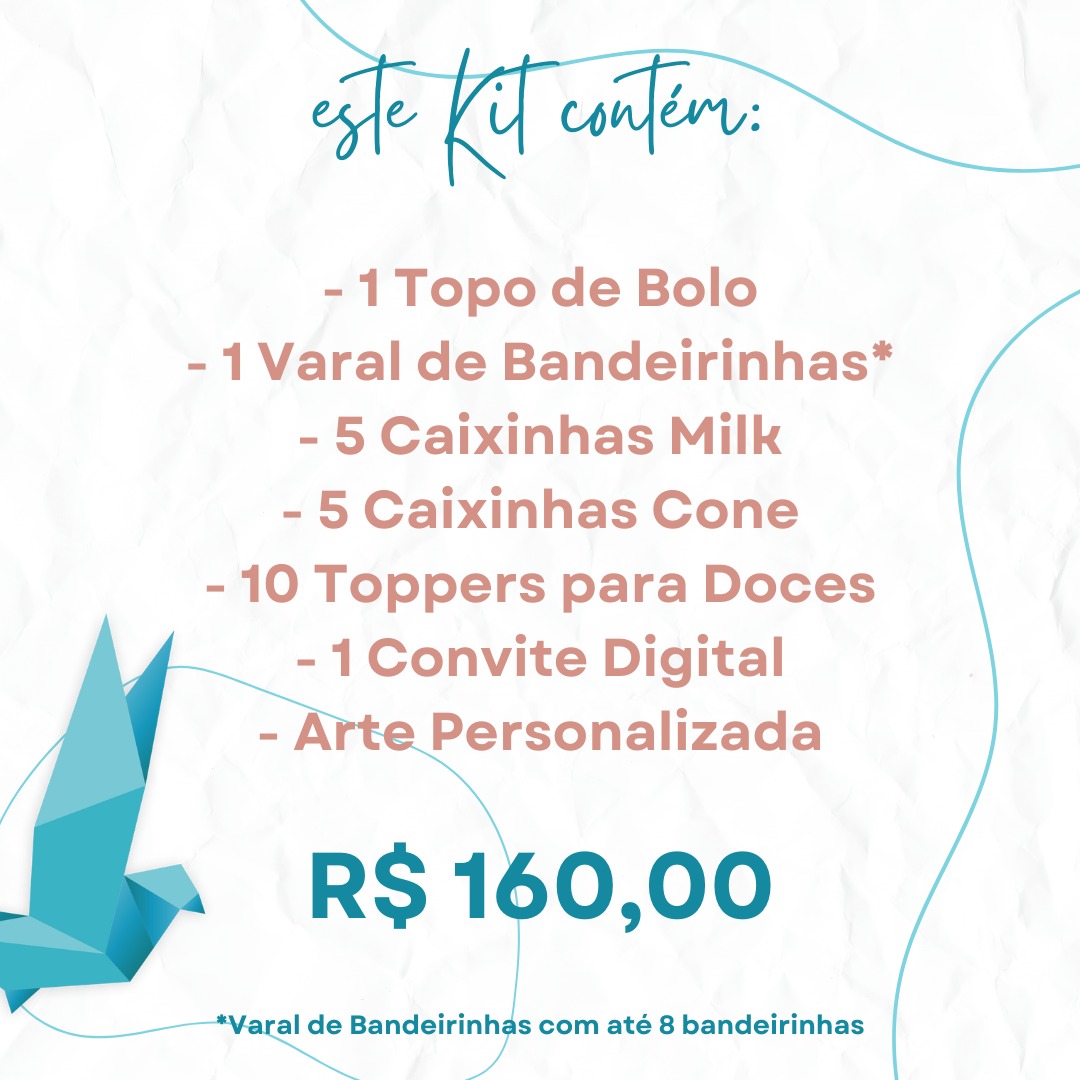 este Kit contém:
- 1 Topo de Bolo
- 1 Varal de Bandeirinhas*
- 5 Caixinhas Milk
- 5 Caixinhas Cone
- 10 Toppers para Doces
- 1 Convite Digital
- Arte Personalizada
R$ 160,00
*Varal de Bandeirinhas com até 8 bandeirinhas